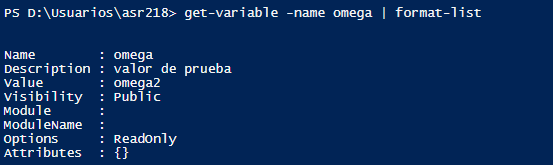 PS D:\Usuarios\asr218> get-variable -name omega | format-list
Name        : omega
Description : valor de prueba
Value       : omega2
Visibility  : Public
Module      :
ModuleName  :
Options     : ReadOnly
Attributes  : {}